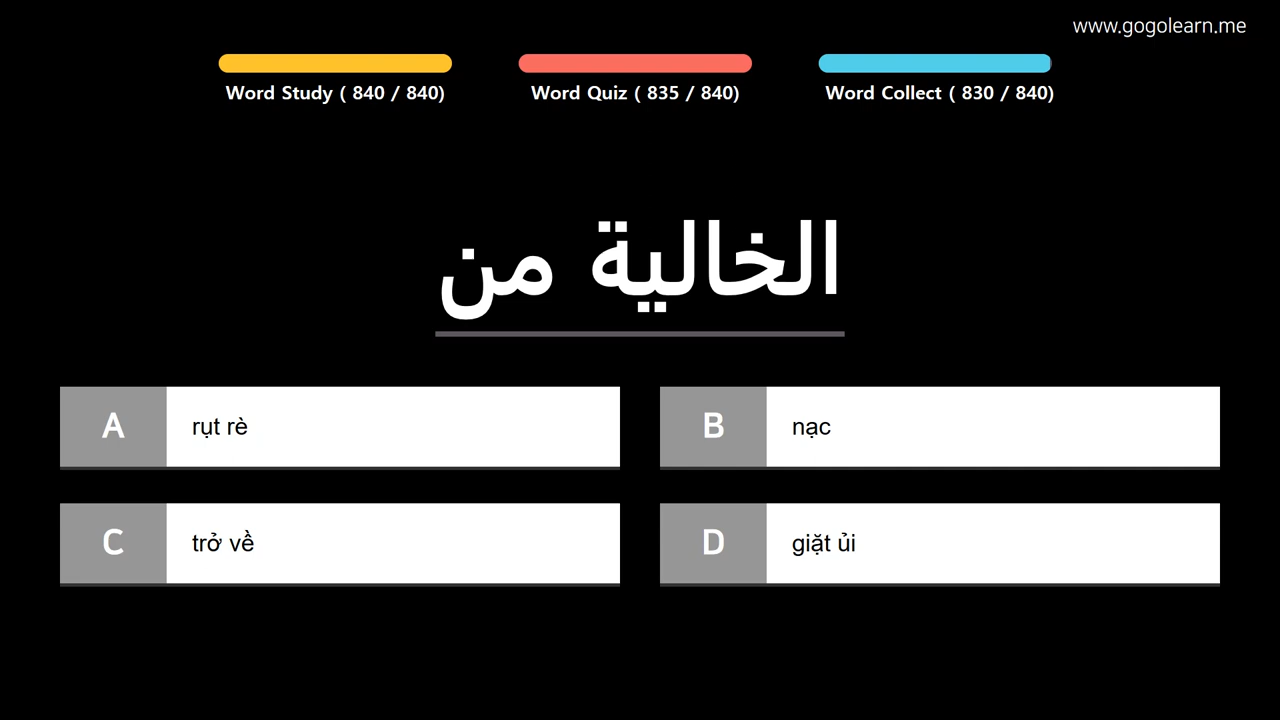 www.gogolearn.me
Word Study ( 840 / 840)
Word Quiz ( 835 / 840)
Word Collect ( 830 / 840)
الخالية من
A rụt rè
B nạc
C trở về
D giặt ủi